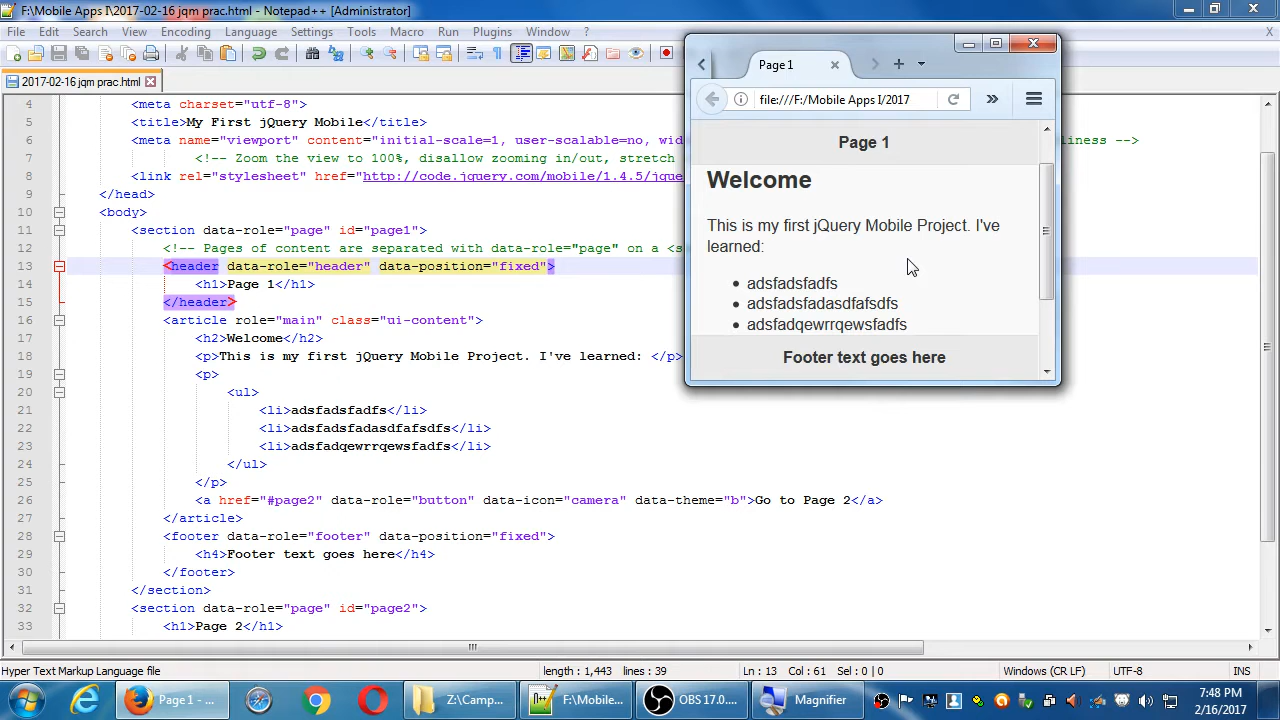 F:\Mobile Apps I\2017-02-16 jqm prac.html - Notepad++ [Administrator]
File Edit Search View Encoding Language Settings Tools Macro Run Plugins Window ? X
2017-02-16 jqm prac.html
4 <meta charset="utf-8">
5 <title>My First jQuery Mobile</title>
6 <meta name="viewport" content="initial-scale=1, user-scalable=no, wid
liness -->
7 <!-- Zoom the view to 100%, disallow zooming in/out, stretch
8 <link rel="stylesheet" href="http://code.jquery.com/mobile/1.4.5/jque
9 </head>
10 <body>
11 <section data-role="page" id="page1">
12 <!-- Pages of content are separated with data-role="page" on a <s
13 <header data-role="header" data-position="fixed">
14 <h1>Page 1</h1>
15 </header>
16 <article role="main" class="ui-content">
17 <h2>Welcome</h2>
18 <p>This is my first jQuery Mobile Project. I've learned: </p>
19 <p>
20 <ul>
21 <li>adsfadsfadfs</li>
22 <li>adsfadsfadasdfafsdfs</li>
23 <li>adsfadqewrrqewsfadfs</li>
24 </ul>
25 </p>
26 <a href="#page2" data-role="button" data-icon="camera" data-theme="b">Go to Page 2</a>
27 </article>
28 <footer data-role="footer" data-position="fixed">
29 <h4>Footer text goes here</h4>
30 </footer>
31 </section>
32 <section data-role="page" id="page2">
33 <h1>Page 2</h1>
Page 1
file:///F:/Mobile Apps I/2017
Page 1
Welcome
This is my first jQuery Mobile Project. I've
learned:
adsfadsfadfs
adsfadsfadasdfafsdfs
adsfadqewrrqewsfadfs
Footer text goes here
Hyper Text Markup Language file length : 1,443 lines : 39 Ln : 13 Col : 61 Sel : 0 | 0 Windows (CR LF) UTF-8 INS
Page 1 - ... Z:\Camp... F:\Mobile... OBS 17.0.... Magnifier
7:48 PM
2/16/2017